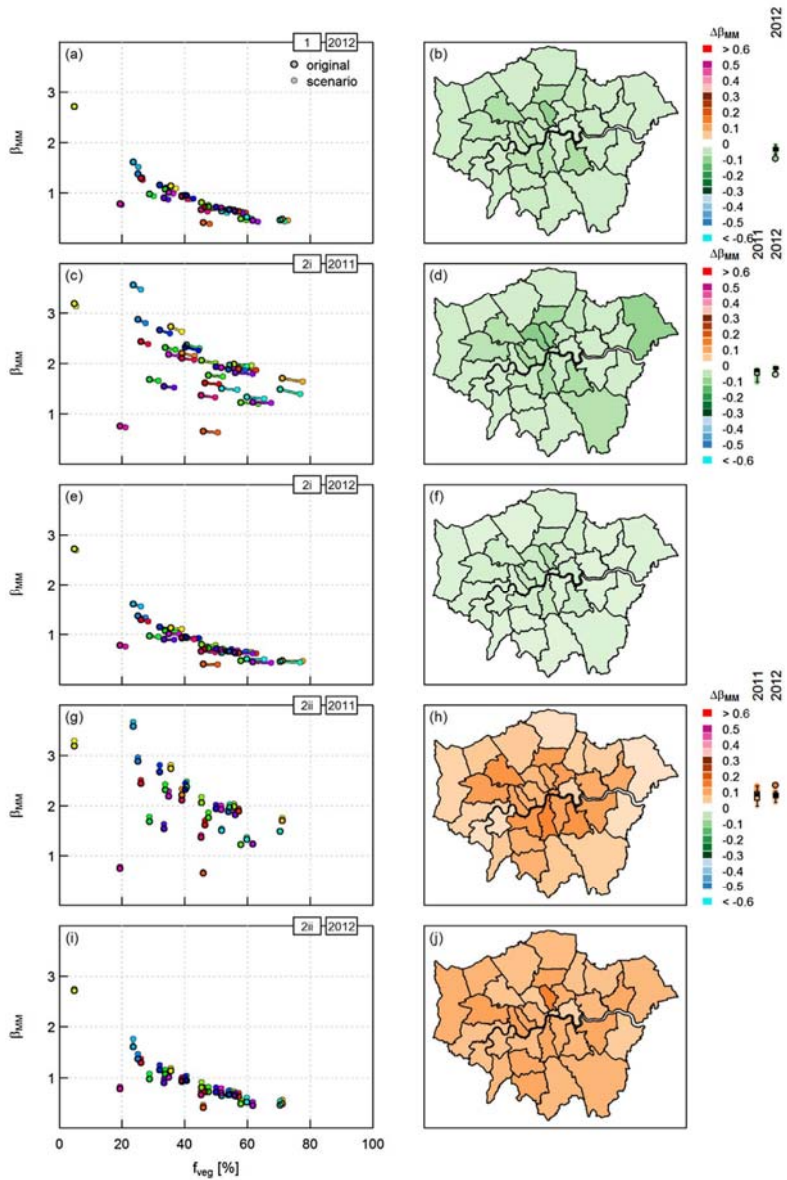 (a)
1 2012
original
scenario
3
2
1
βMM
(b)
2012
ΔβMM
> 0.6
0.5
0.4
0.3
0.2
0.1
0
-0.1
-0.2
-0.3
-0.4
-0.5
< -0.6
(c)
2i 2011
3
2
1
βMM
(d)
2011
2012
ΔβMM
> 0.6
0.5
0.4
0.3
0.2
0.1
0
-0.1
-0.2
-0.3
-0.4
-0.5
< -0.6
(e)
2i 2012
3
2
1
βMM
(f)
(g)
2ii 2011
3
2
1
βMM
(h)
2011
2012
ΔβMM
> 0.6
0.5
0.4
0.3
0.2
0.1
0
-0.1
-0.2
-0.3
-0.4
-0.5
< -0.6
(i)
2ii 2012
3
2
1
βMM
0 20 40 60 80 100
fveg [%]
(j)